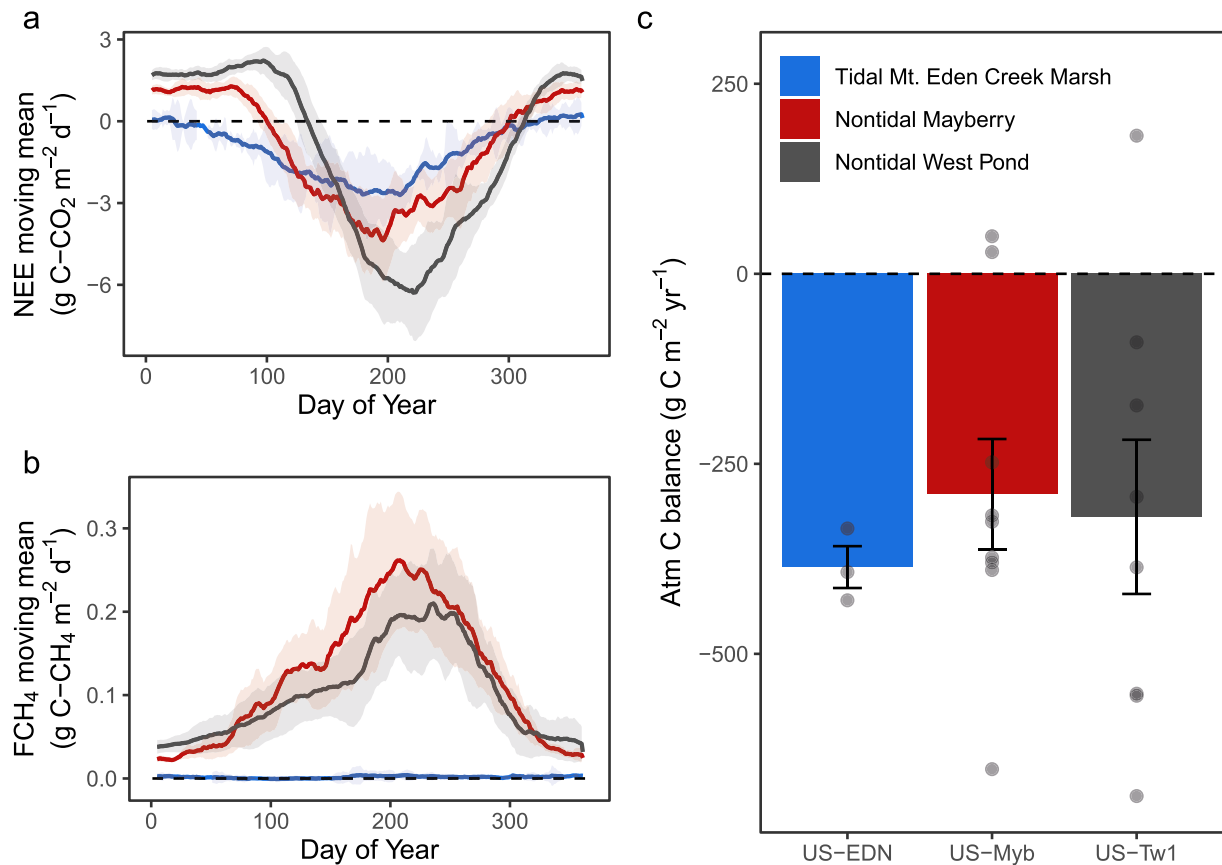 a
NEE moving mean
(g C−CO₂ m⁻² d⁻¹)
3
0
−3
−6
0 100 200 300
Day of Year
b
FCH₄ moving mean
(g C−CH₄ m⁻² d⁻¹)
0.3
0.2
0.1
0.0
0 100 200 300
Day of Year
c
Atm C balance (g C m⁻² yr⁻¹)
250
0
−250
−500
Tidal Mt. Eden Creek Marsh
Nontidal Mayberry
Nontidal West Pond
US−EDN US−Myb US−Tw1